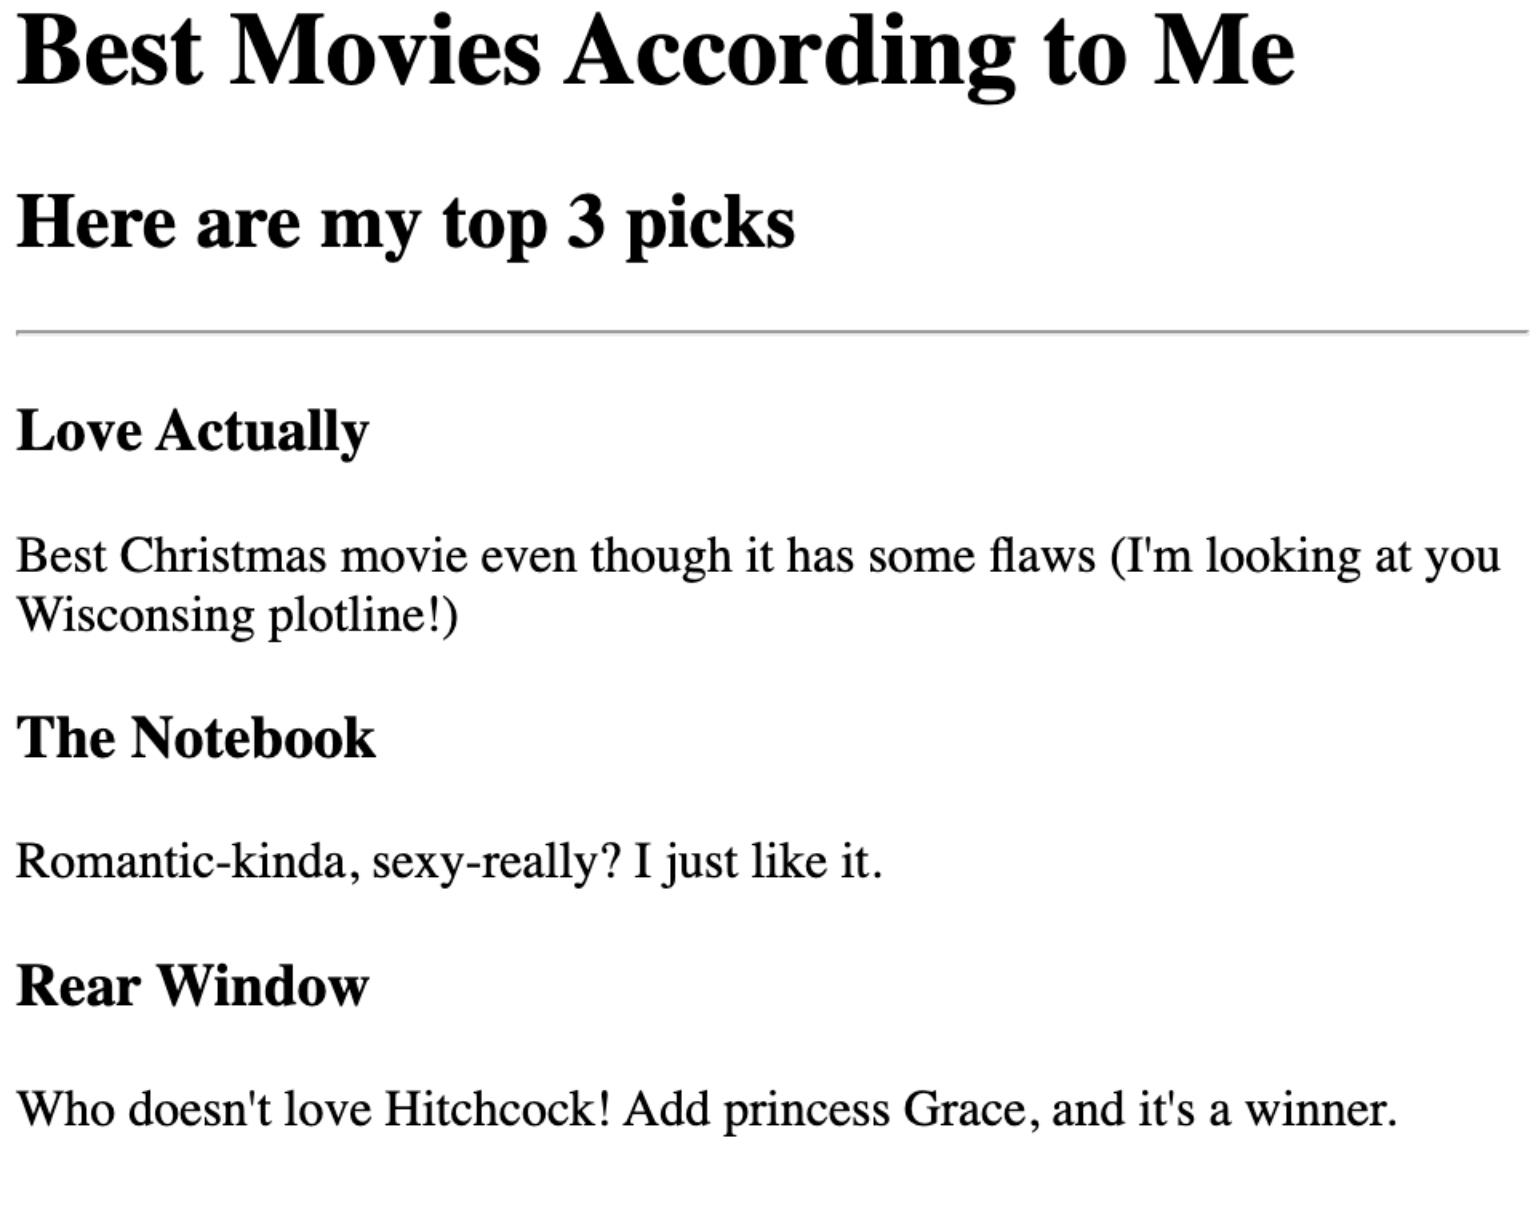 Best Movies According to Me
Here are my top 3 picks
Love Actually
Best Christmas movie even though it has some flaws (I'm looking at you
Wisconsing plotline!)
The Notebook
Romantic-kinda, sexy-really? I just like it.
Rear Window
Who doesn't love Hitchcock! Add princess Grace, and it's a winner.